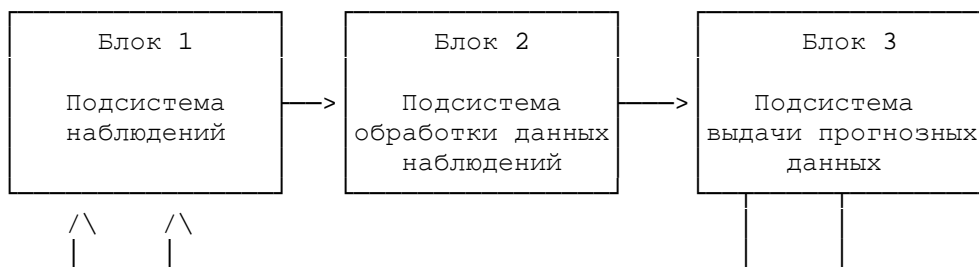 Блок 1
Подсистема
наблюдений
Блок 2
Подсистема
обработки данных
наблюдений
Блок 3
Подсистема
выдачи прогнозных
данных